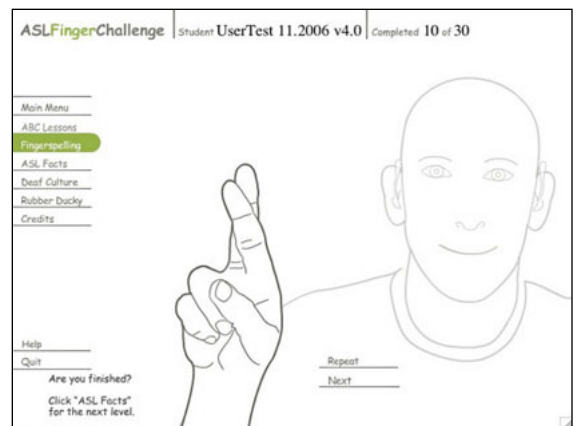 ASLFingerChallenge Student UserTest 11.2006 v4.0 Completed 10 of 30
Main Menu
ABC Lessons
Fingerspelling
ASL Facts
Deaf Culture
Rubber Ducky
Credits
Help
Quit
Are you finished?
Click "ASL Facts"
for the next level.
Repeat
Next